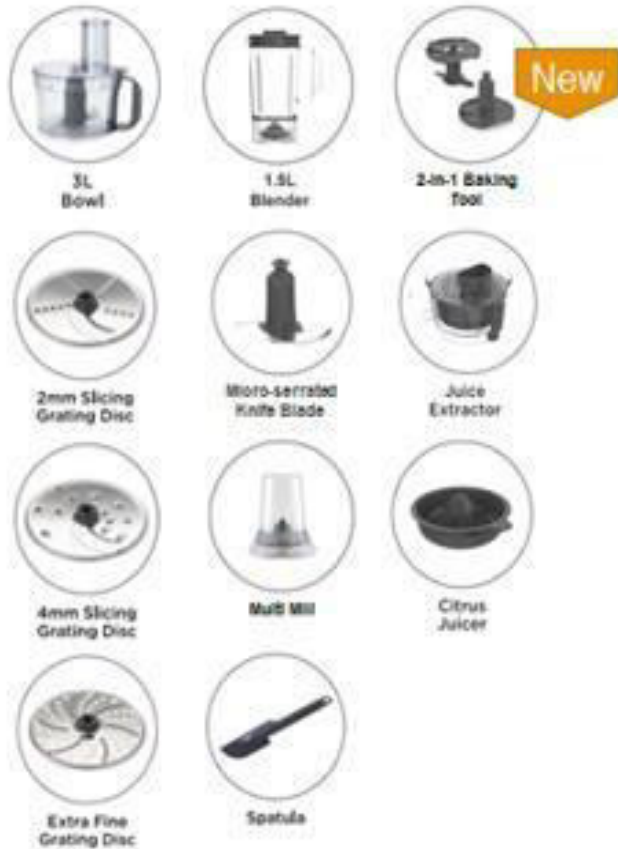 New
3L
Bowl
1.5L
Blender
2-in-1 Baking
Tool
2mm Slicing
Grating Disc
Micro-serrated
Knife Blade
Juice
Extractor
4mm Slicing
Grating Disc
Multi Mill
Citrus
Juicer
Extra Fine
Grating Disc
Spatula